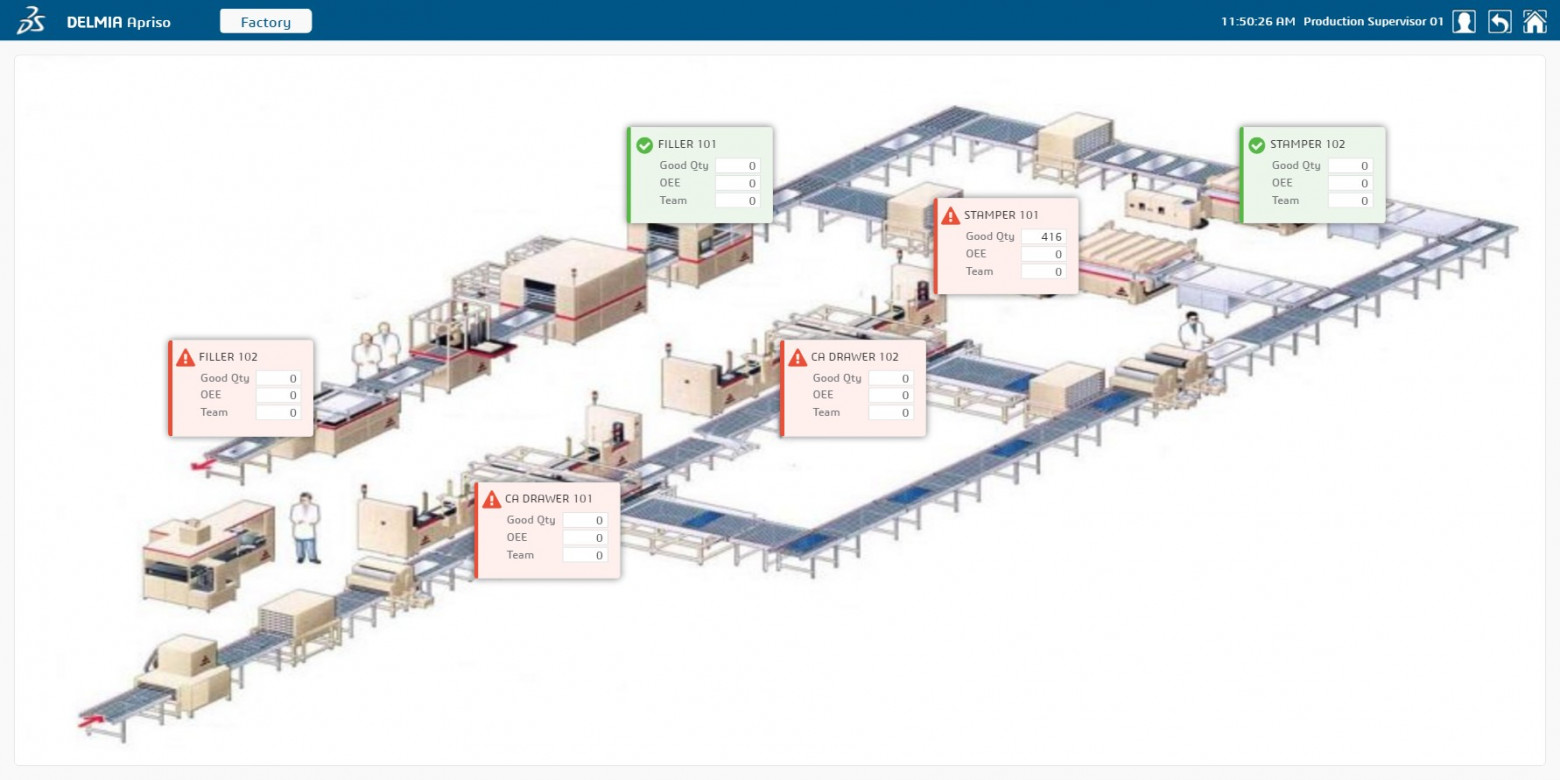 DELMIA Apriso
Factory
11:50:26 AM Production Supervisor 01
FILLER 101
Good Qty 0
OEE 0
Team 0
STAMPER 102
Good Qty 0
OEE 0
Team 0
STAMPER 101
Good Qty 416
OEE 0
Team 0
FILLER 102
Good Qty 0
OEE 0
Team 0
CA DRAWER 102
Good Qty 0
OEE 0
Team 0
CA DRAWER 101
Good Qty 0
OEE 0
Team 0